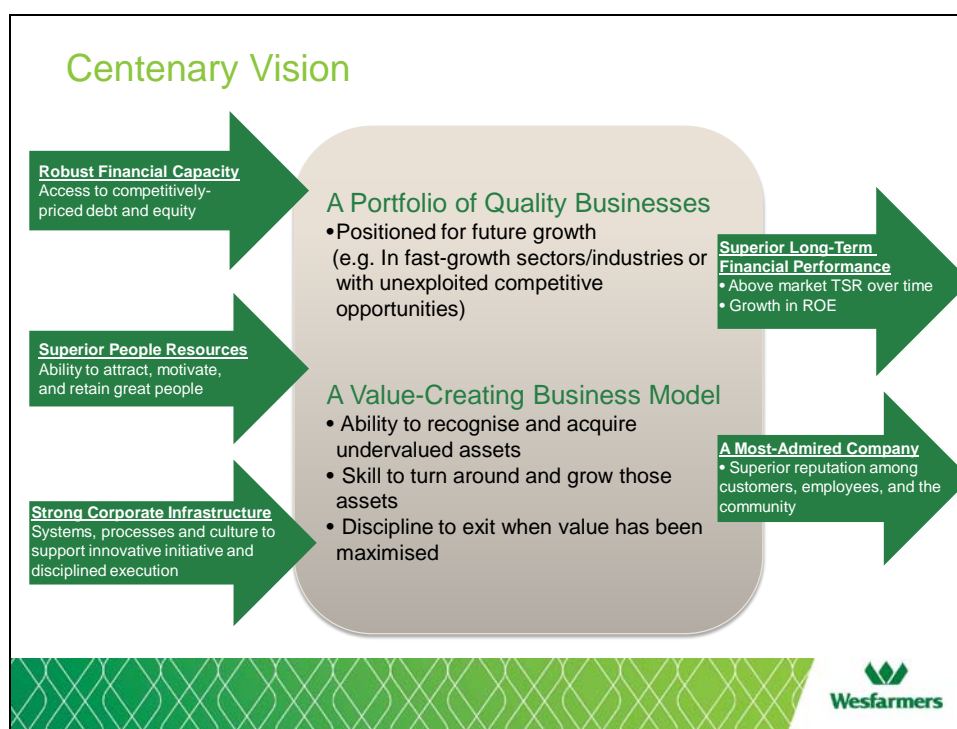 Centenary Vision
Robust Financial Capacity
Access to competitively-
priced debt and equity
Superior People Resources
Ability to attract, motivate,
and retain great people
Strong Corporate Infrastructure
Systems, processes and culture to
support innovative initiative and
disciplined execution
A Portfolio of Quality Businesses
•Positioned for future growth
(e.g. In fast-growth sectors/industries or
with unexploited competitive
opportunities)
A Value-Creating Business Model
• Ability to recognise and acquire
undervalued assets
• Skill to turn around and grow those
assets
• Discipline to exit when value has been
maximised
Superior Long-Term
Financial Performance
• Above market TSR over time
• Growth in ROE
A Most-Admired Company
• Superior reputation among
customers, employees, and the
community
Wesfarmers